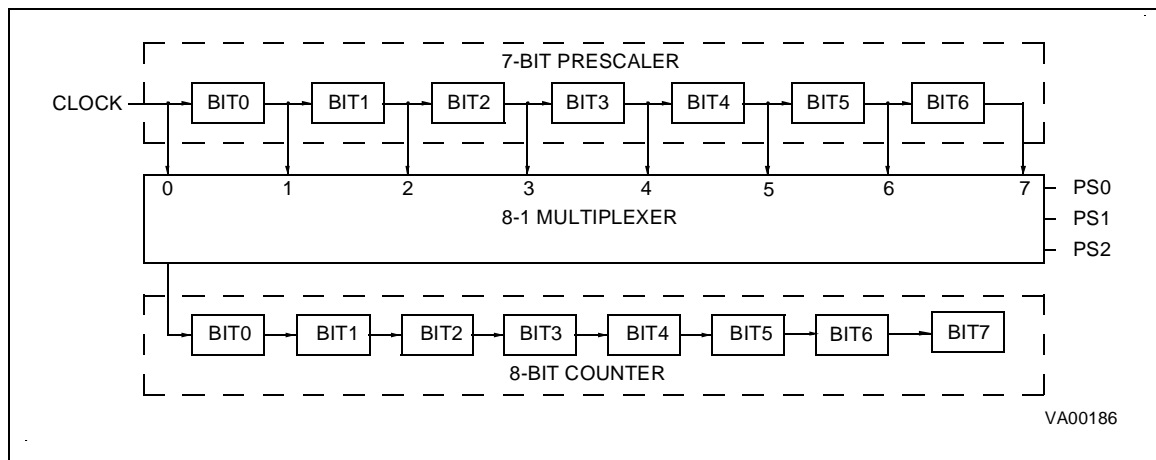 7-BIT PRESCALER
CLOCK BIT0 BIT1 BIT2 BIT3 BIT4 BIT5 BIT6
0 1 2 3 4 5 6 7 PS0
8-1 MULTIPLEXER PS1
PS2
BIT0 BIT1 BIT2 BIT3 BIT4 BIT5 BIT6 BIT7
8-BIT COUNTER
VA00186